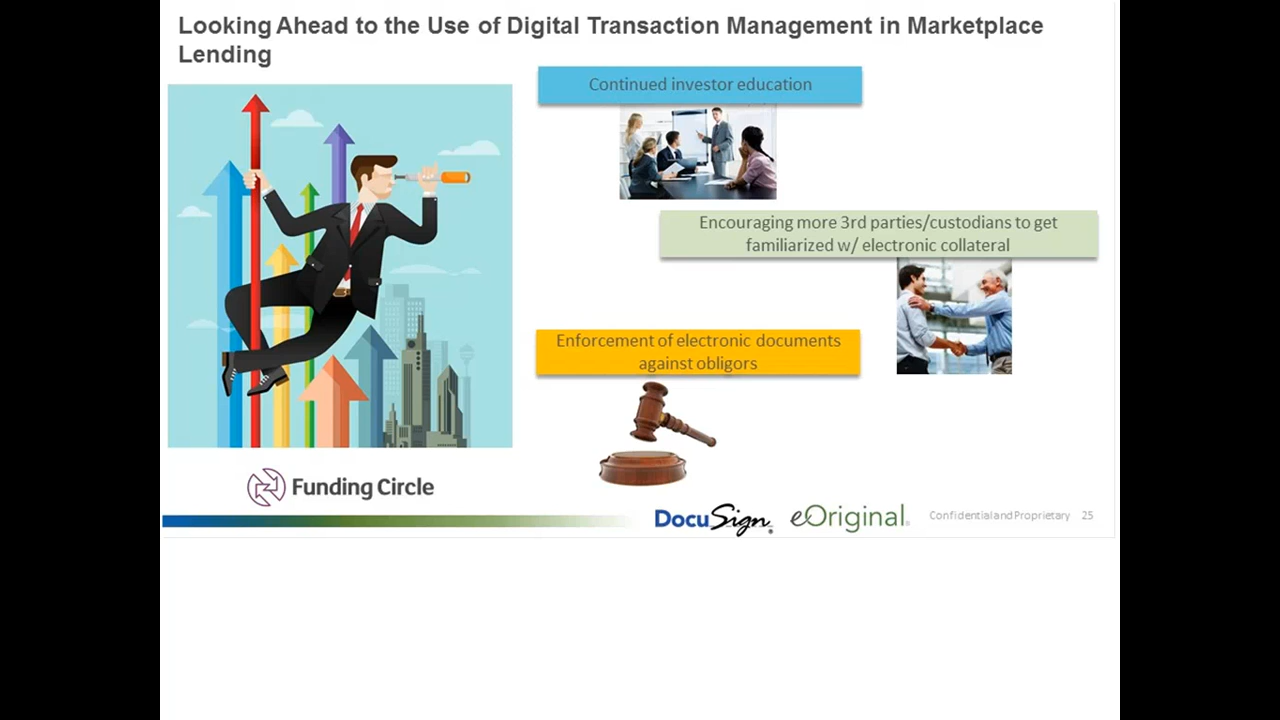 Looking Ahead to the Use of Digital Transaction Management in Marketplace
Lending
Continued investor education
Encouraging more 3rd parties/custodians to get
familiarized w/ electronic collateral
Enforcement of electronic documents
against obligors
Funding Circle
DocuSign®
eOriginal®
Confidential and Proprietary 25